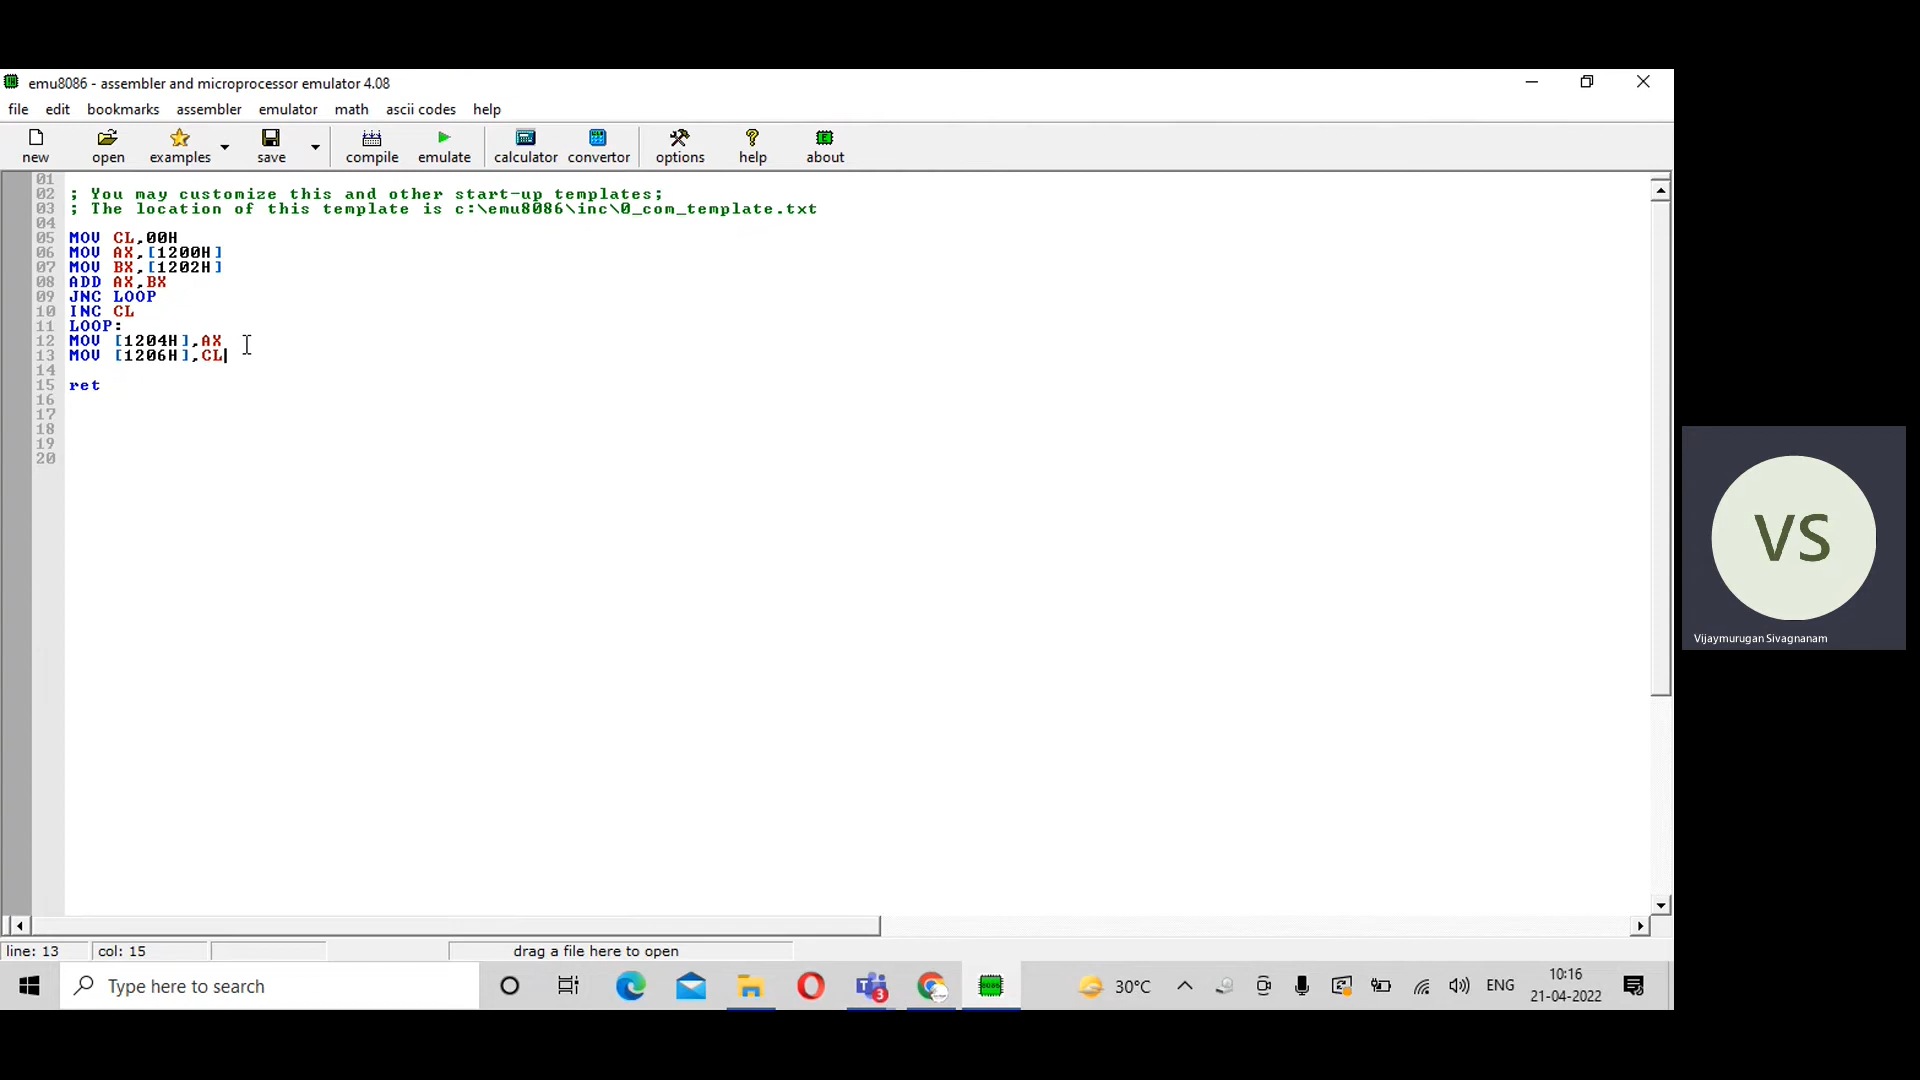 emu8086 - assembler and microprocessor emulator 4.08
file edit bookmarks assembler emulator math ascii codes help
new open examples save compile emulate calculator convertor options help about
01
02 ; You may customize this and other start-up templates;
03 ; The location of this template is c:\emu8086\inc\0_com_template.txt
04
05 MOV CL,00H
06 MOV AX,[1200H]
07 MOV BX,[1202H]
08 ADD AX,BX
09 JNC LOOP
10 INC CL
11 LOOP:
12 MOV [1204H],AX
13 MOV [1206H],CL
14
15 ret
16
17
18
19
20
VS
Vijaymurugan Sivagnanam
line: 13 col: 15 drag a file here to open
Type here to search 3 30°C ENG 10:16
21-04-2022